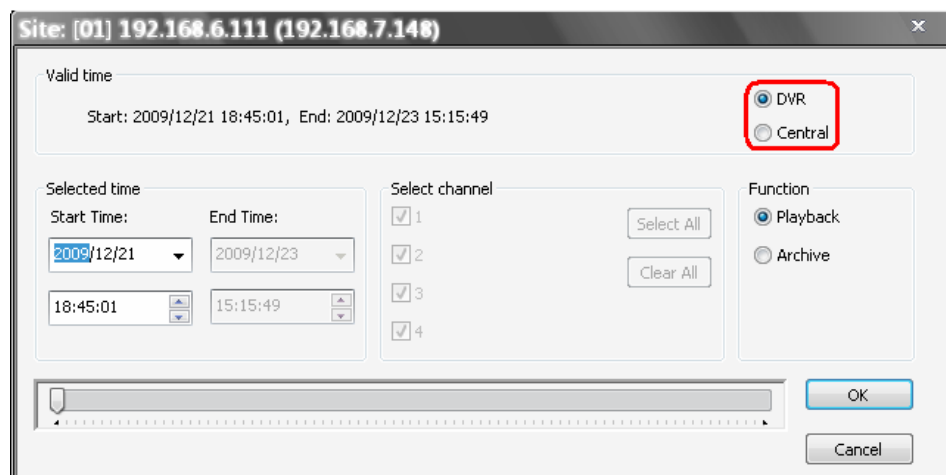 Site: [01] 192.168.6.111 (192.168.7.148)
Valid time
Start: 2009/12/21 18:45:01, End: 2009/12/23 15:15:49
DVR
Central
Selected time
Start Time: End Time:
2009/12/21 2009/12/23
18:45:01 15:15:49
Select channel
1
2
3
4
Select All
Clear All
Function
Playback
Archive
OK
Cancel